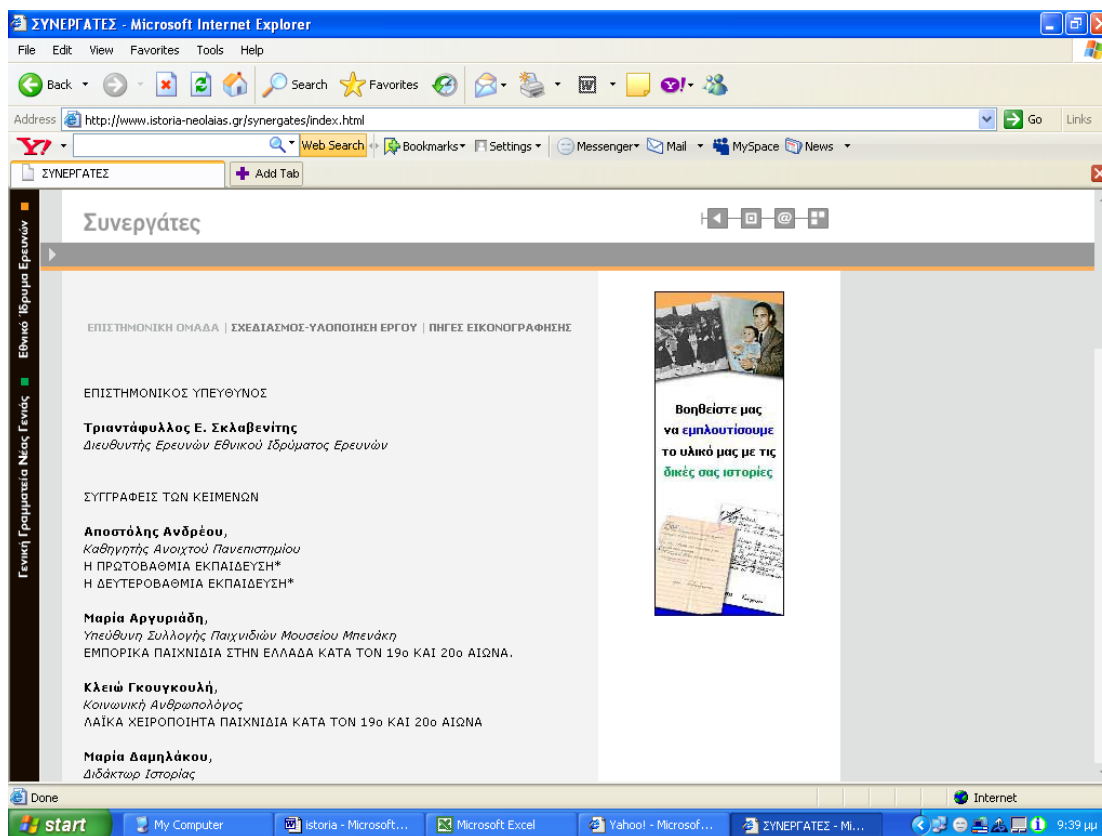 ΣΥΝΕΡΓΑΤΕΣ - Microsoft Internet Explorer
File Edit View Favorites Tools Help
Back Search Favorites
Address http://www.istoria-neolaias.gr/synergates/index.html Go Links
Y! Web Search Bookmarks Settings Messenger Mail MySpace News
ΣΥΝΕΡΓΑΤΕΣ Add Tab
Εθνικό Ίδρυμα Ερευνών
Γενική Γραμματεία Νέας Γενιάς
Συνεργάτες
ΕΠΙΣΤΗΜΟΝΙΚΗ ΟΜΑΔΑ | ΣΧΕΔΙΑΣΜΟΣ-ΥΛΟΠΟΙΗΣΗ ΕΡΓΟΥ | ΠΗΓΕΣ ΕΙΚΟΝΟΓΡΑΦΗΣΗΣ
ΕΠΙΣΤΗΜΟΝΙΚΟΣ ΥΠΕΥΘΥΝΟΣ
Τριαντάφυλλος Ε. Σκλαβενίτης
Διευθυντής Ερευνών Εθνικού Ιδρύματος Ερευνών
ΣΥΓΓΡΑΦΕΙΣ ΤΩΝ ΚΕΙΜΕΝΩΝ
Αποστόλης Ανδρέου,
Καθηγητής Ανοιχτού Πανεπιστημίου
Η ΠΡΩΤΟΒΑΘΜΙΑ ΕΚΠΑΙΔΕΥΣΗ*
Η ΔΕΥΤΕΡΟΒΑΘΜΙΑ ΕΚΠΑΙΔΕΥΣΗ*
Μαρία Αργυριάδη,
Υπεύθυνη Συλλογής Παιχνιδιών Μουσείου Μπενάκη
ΕΜΠΟΡΙΚΑ ΠΑΙΧΝΙΔΙΑ ΣΤΗΝ ΕΛΛΑΔΑ ΚΑΤΑ ΤΟΝ 19ο ΚΑΙ 20ο ΑΙΩΝΑ.
Κλειώ Γκουγκουλή,
Κοινωνική Ανθρωπολόγος
ΛΑΪΚΑ ΧΕΙΡΟΠΟΙΗΤΑ ΠΑΙΧΝΙΔΙΑ ΚΑΤΑ ΤΟΝ 19ο ΚΑΙ 20ο ΑΙΩΝΑ
Μαρία Δαμηλάκου,
Διδάκτωρ Ιστορίας
Βοηθείστε μας
να εμπλουτίσουμε
το υλικό μας με τις
δικές σας ιστορίες
Done Internet
start My Computer istoria - Microsoft... Microsoft Excel Yahoo! - Microsof... ΣΥΝΕΡΓΑΤΕΣ - Mi... 9:39 μμ